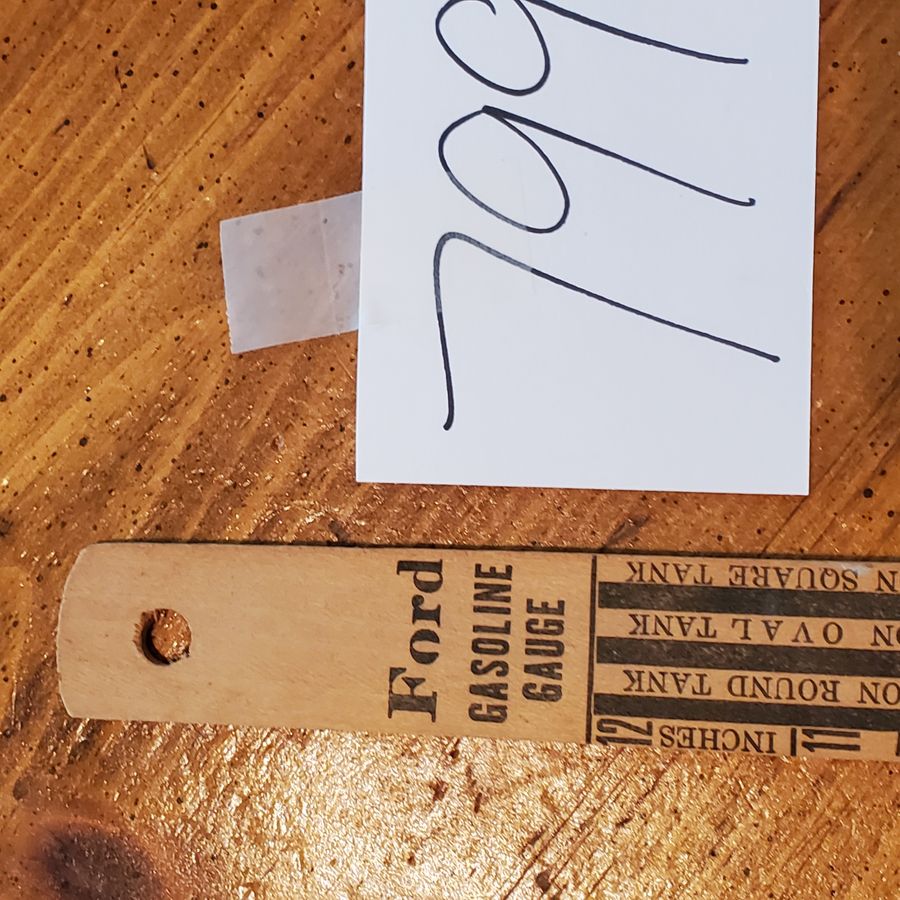 799
Ford
GASOLINE
GAUGE
11 INCHES 12
ON ROUND TANK
ON OVAL TANK
N SQUARE TANK